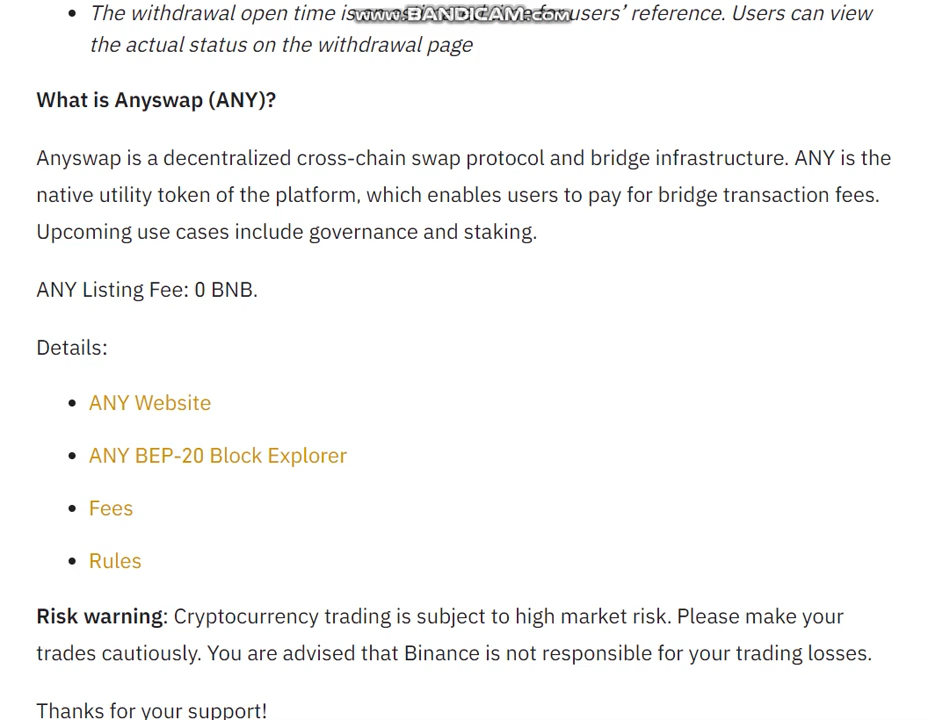 The withdrawal open time is users' reference. Users can view
the actual status on the withdrawal page
www.BANDICAM.com
What is Anyswap (ANY)?
Anyswap is a decentralized cross-chain swap protocol and bridge infrastructure. ANY is the
native utility token of the platform, which enables users to pay for bridge transaction fees.
Upcoming use cases include governance and staking.
ANY Listing Fee: 0 BNB.
Details:
ANY Website
ANY BEP-20 Block Explorer
Fees
Rules
Risk warning: Cryptocurrency trading is subject to high market risk. Please make your
trades cautiously. You are advised that Binance is not responsible for your trading losses.
Thanks for your support!